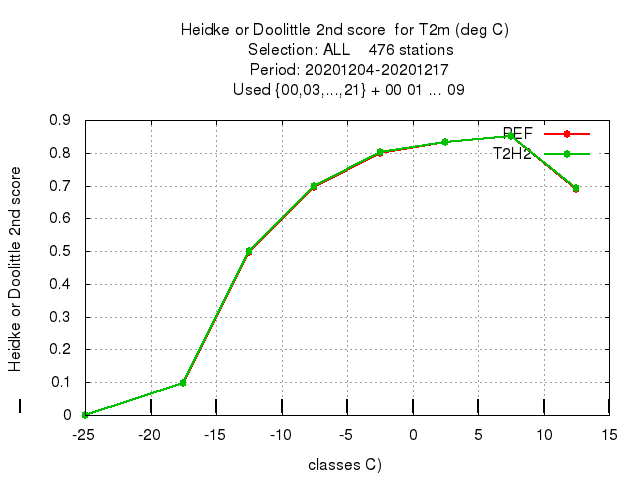 Heidke or Doolittle 2nd score for T2m (deg C)
Selection: ALL 476 stations
Period: 20201204-20201217
Used {00,03,...,21} + 00 01 ... 09
REF
T2H2
0.9
0.8
0.7
0.6
0.5
0.4
0.3
0.2
0.1
0
Heidke or Doolittle 2nd score
-25 -20 -15 -10 -5 0 5 10 15
classes C)